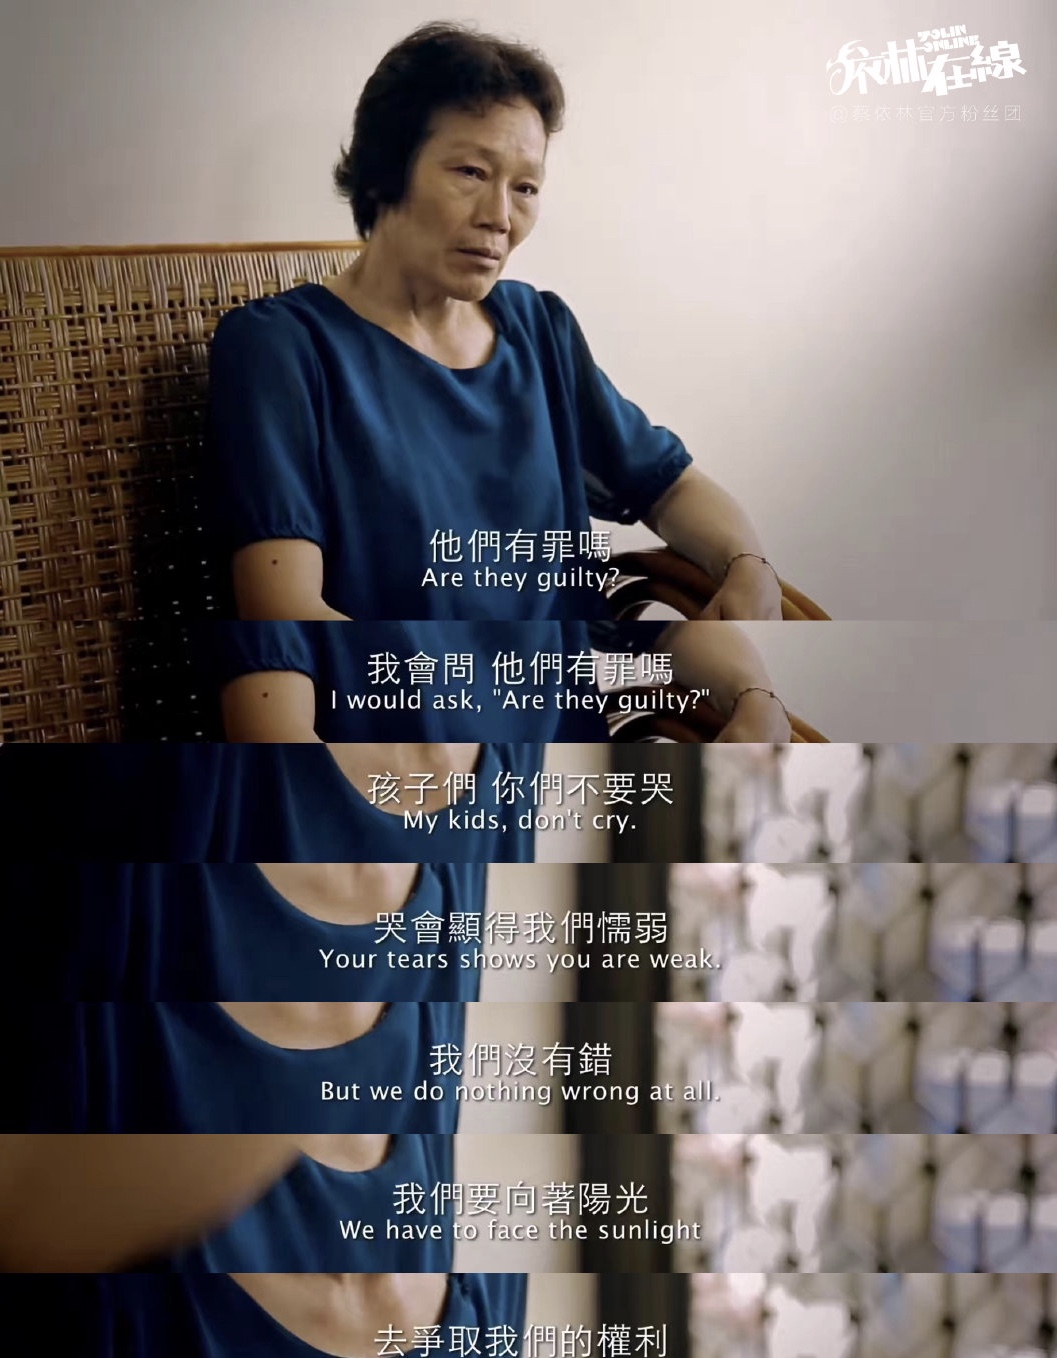 JOLIN
ONLINE
依林在線
@蔡依林官方粉丝团
他們有罪嗎
Are they guilty?
我會問 他們有罪嗎
I would ask, "Are they guilty?"
孩子們 你們不要哭
My kids, don't cry.
哭會顯得我們懦弱
Your tears shows you are weak.
我們沒有錯
But we do nothing wrong at all.
我們要向著陽光
We have to face the sunlight
去爭取我們的權利